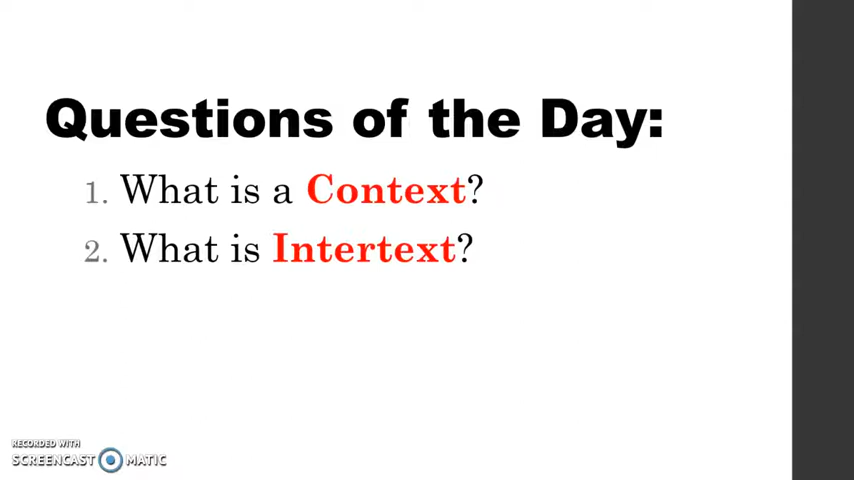 Questions of the Day:
1. What is a Context?
2. What is Intertext?
RECORDED WITH
SCREENCAST MATIC